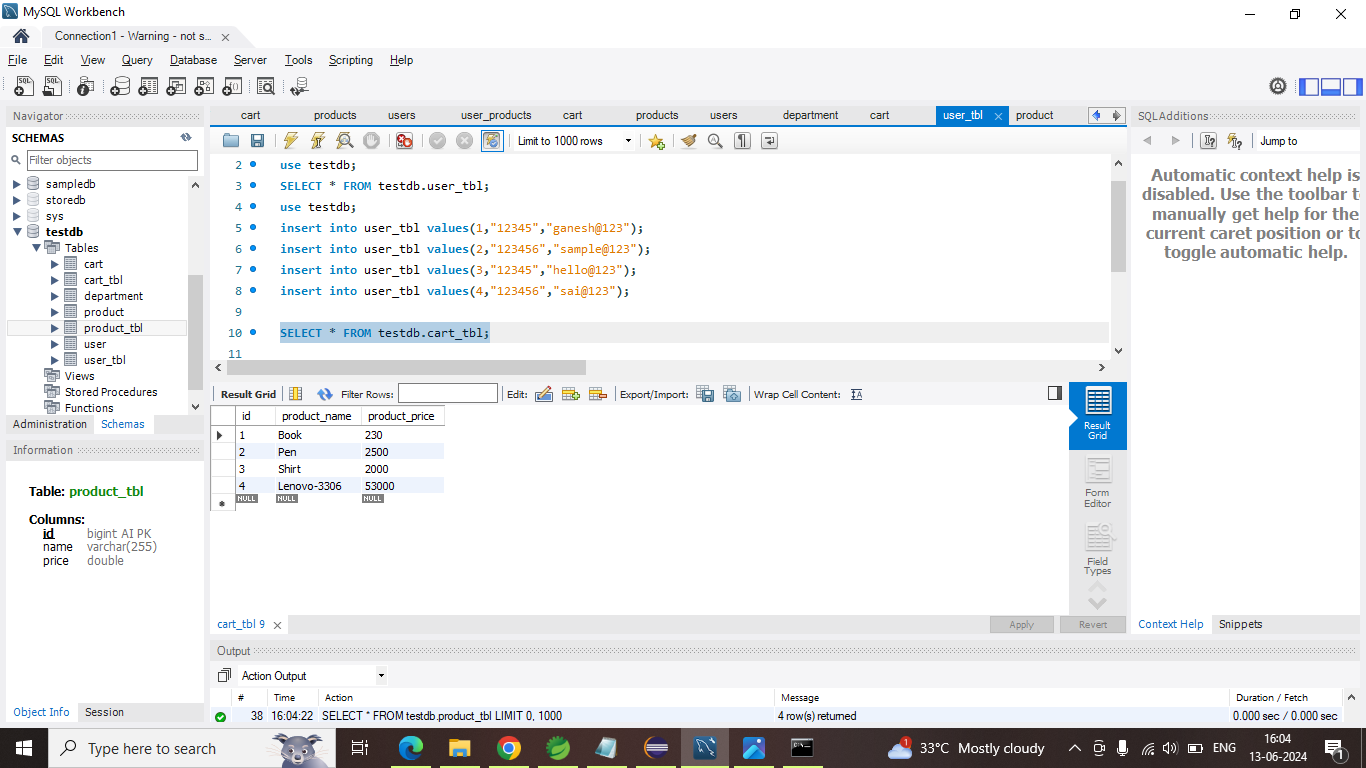 MySQL Workbench
Connection1 - Warning - not s...
File Edit View Query Database Server Tools Scripting Help
Navigator
SCHEMAS
Filter objects
sampledb
storedb
sys
testdb
Tables
cart
cart_tbl
department
product
product_tbl
user
user_tbl
Views
Stored Procedures
Functions
Administration Schemas
Information
Table: product_tbl
Columns:
id bigint AI PK
name varchar(255)
price double
Object Info Session
cart products users user_products cart products users department cart user_tbl product
Limit to 1000 rows
2 use testdb;
3 SELECT * FROM testdb.user_tbl;
4 use testdb;
5 insert into user_tbl values(1,"12345","ganesh@123");
6 insert into user_tbl values(2,"123456","sample@123");
7 insert into user_tbl values(3,"12345","hello@123");
8 insert into user_tbl values(4,"123456","sai@123");
9
10 SELECT * FROM testdb.cart_tbl;
11
Result Grid Filter Rows: Edit: Export/Import: Wrap Cell Content:
id product_name product_price
1 Book 230
2 Pen 2500
3 Shirt 2000
4 Lenovo-3306 53000
NULL NULL NULL
Result
Grid
Form
Editor
Field
Types
cart_tbl 9
Apply Revert
SQLAdditions
Jump to
Automatic context help is
disabled. Use the toolbar t
manually get help for the
current caret position or to
toggle automatic help.
Context Help Snippets
Output
Action Output
# Time Action Message Duration / Fetch
38 16:04:22 SELECT * FROM testdb.product_tbl LIMIT 0, 1000 4 row(s) returned 0.000 sec / 0.000 sec
Type here to search
1
33°C Mostly cloudy
ENG
16:04
13-06-2024
1